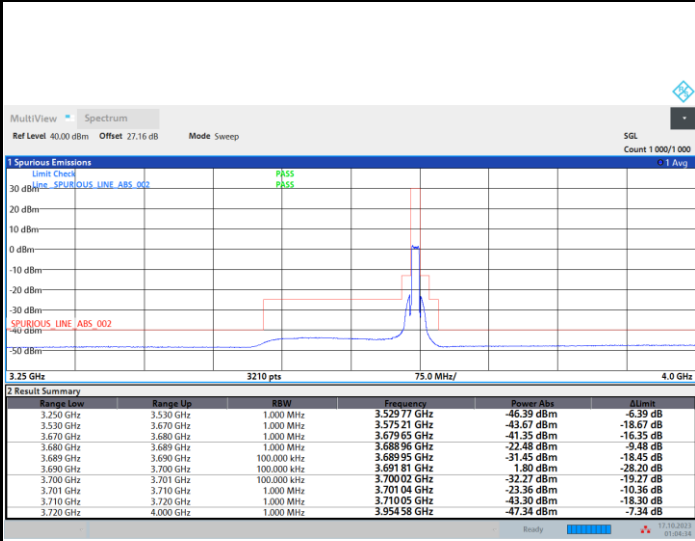 MultiView Spectrum
Ref Level 40.00 dBm Offset 27.16 dB Mode Sweep SGL
Count 1 000/1 000
1 Spurious Emissions 1 Avg
Limit Check PASS
Line SPURIOUS_LINE_ABS_002 PASS
30 dBm
20 dBm
10 dBm
0 dBm
-10 dBm
-20 dBm
-30 dBm
SPURIOUS_LINE_ABS_002
-40 dBm
-50 dBm
3.25 GHz 3210 pts 75.0 MHz/ 4.0 GHz
2 Result Summary
Range Low Range Up RBW Frequency Power Abs ΔLimit
3.250 GHz 3.530 GHz 1.000 MHz 3.529 77 GHz -46.39 dBm -6.39 dB
3.530 GHz 3.670 GHz 1.000 MHz 3.575 21 GHz -43.67 dBm -18.67 dB
3.670 GHz 3.680 GHz 1.000 MHz 3.679 65 GHz -41.35 dBm -16.35 dB
3.680 GHz 3.689 GHz 1.000 MHz 3.688 96 GHz -22.48 dBm -9.48 dB
3.689 GHz 3.690 GHz 100.000 kHz 3.689 95 GHz -31.45 dBm -18.45 dB
3.690 GHz 3.700 GHz 100.000 kHz 3.691 81 GHz 1.80 dBm -28.20 dB
3.700 GHz 3.701 GHz 100.000 kHz 3.700 02 GHz -32.27 dBm -19.27 dB
3.701 GHz 3.710 GHz 1.000 MHz 3.701 04 GHz -23.36 dBm -10.36 dB
3.710 GHz 3.720 GHz 1.000 MHz 3.710 05 GHz -43.30 dBm -18.30 dB
3.720 GHz 4.000 GHz 1.000 MHz 3.954 58 GHz -47.34 dBm -7.34 dB
Ready 17.10.2023
01:04:34